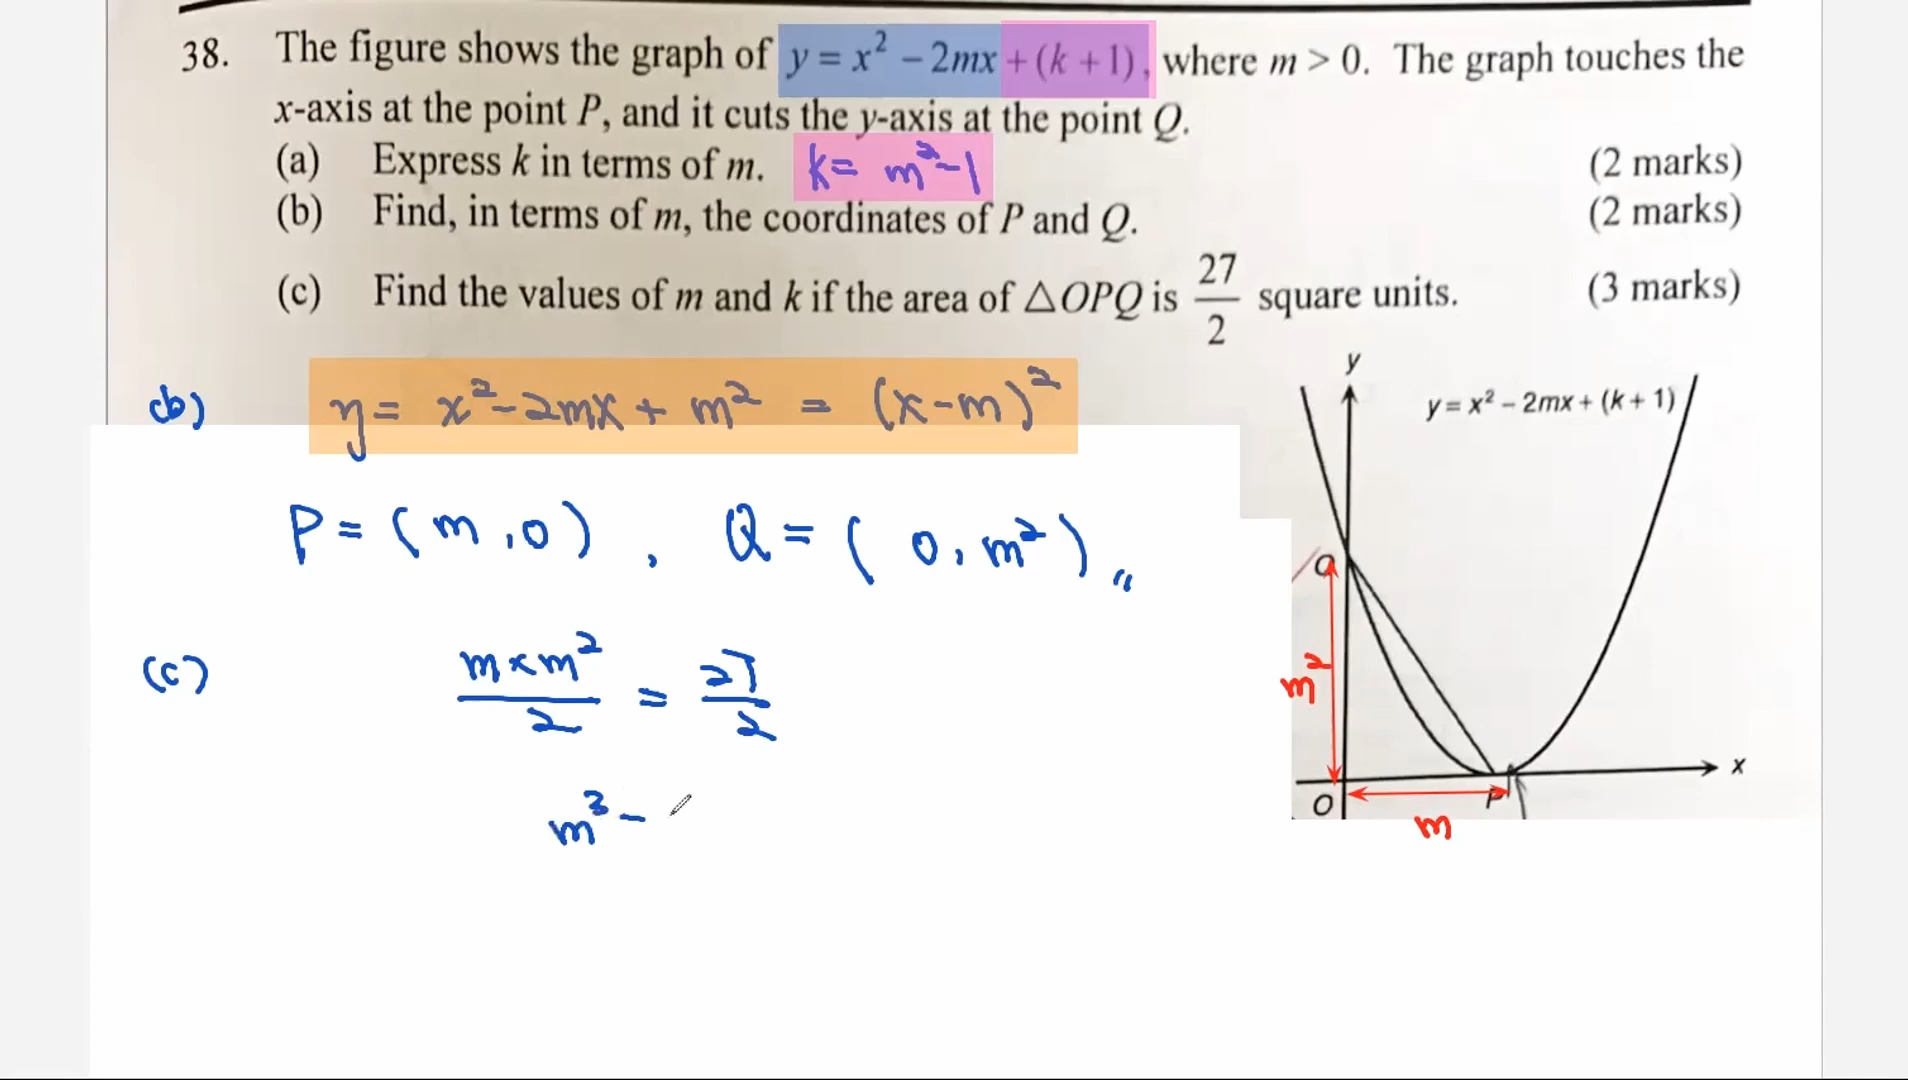 38. The figure shows the graph of y = x² – 2mx + (k + 1), where m > 0. The graph touches the
x-axis at the point P, and it cuts the y-axis at the point Q.
(a) Express k in terms of m. k = m² – 1 (2 marks)
(b) Find, in terms of m, the coordinates of P and Q. (2 marks)
(c) Find the values of m and k if the area of △OPQ is 27/2 square units. (3 marks)
(b) y = x² – 2mx + m² = (x – m)²
P = (m, 0), Q = (0, m²)
(c) m × m² / 2 = 27 / 2
m³ –
y
y = x² – 2mx + (k + 1)
Q
m²
x
O
P
m